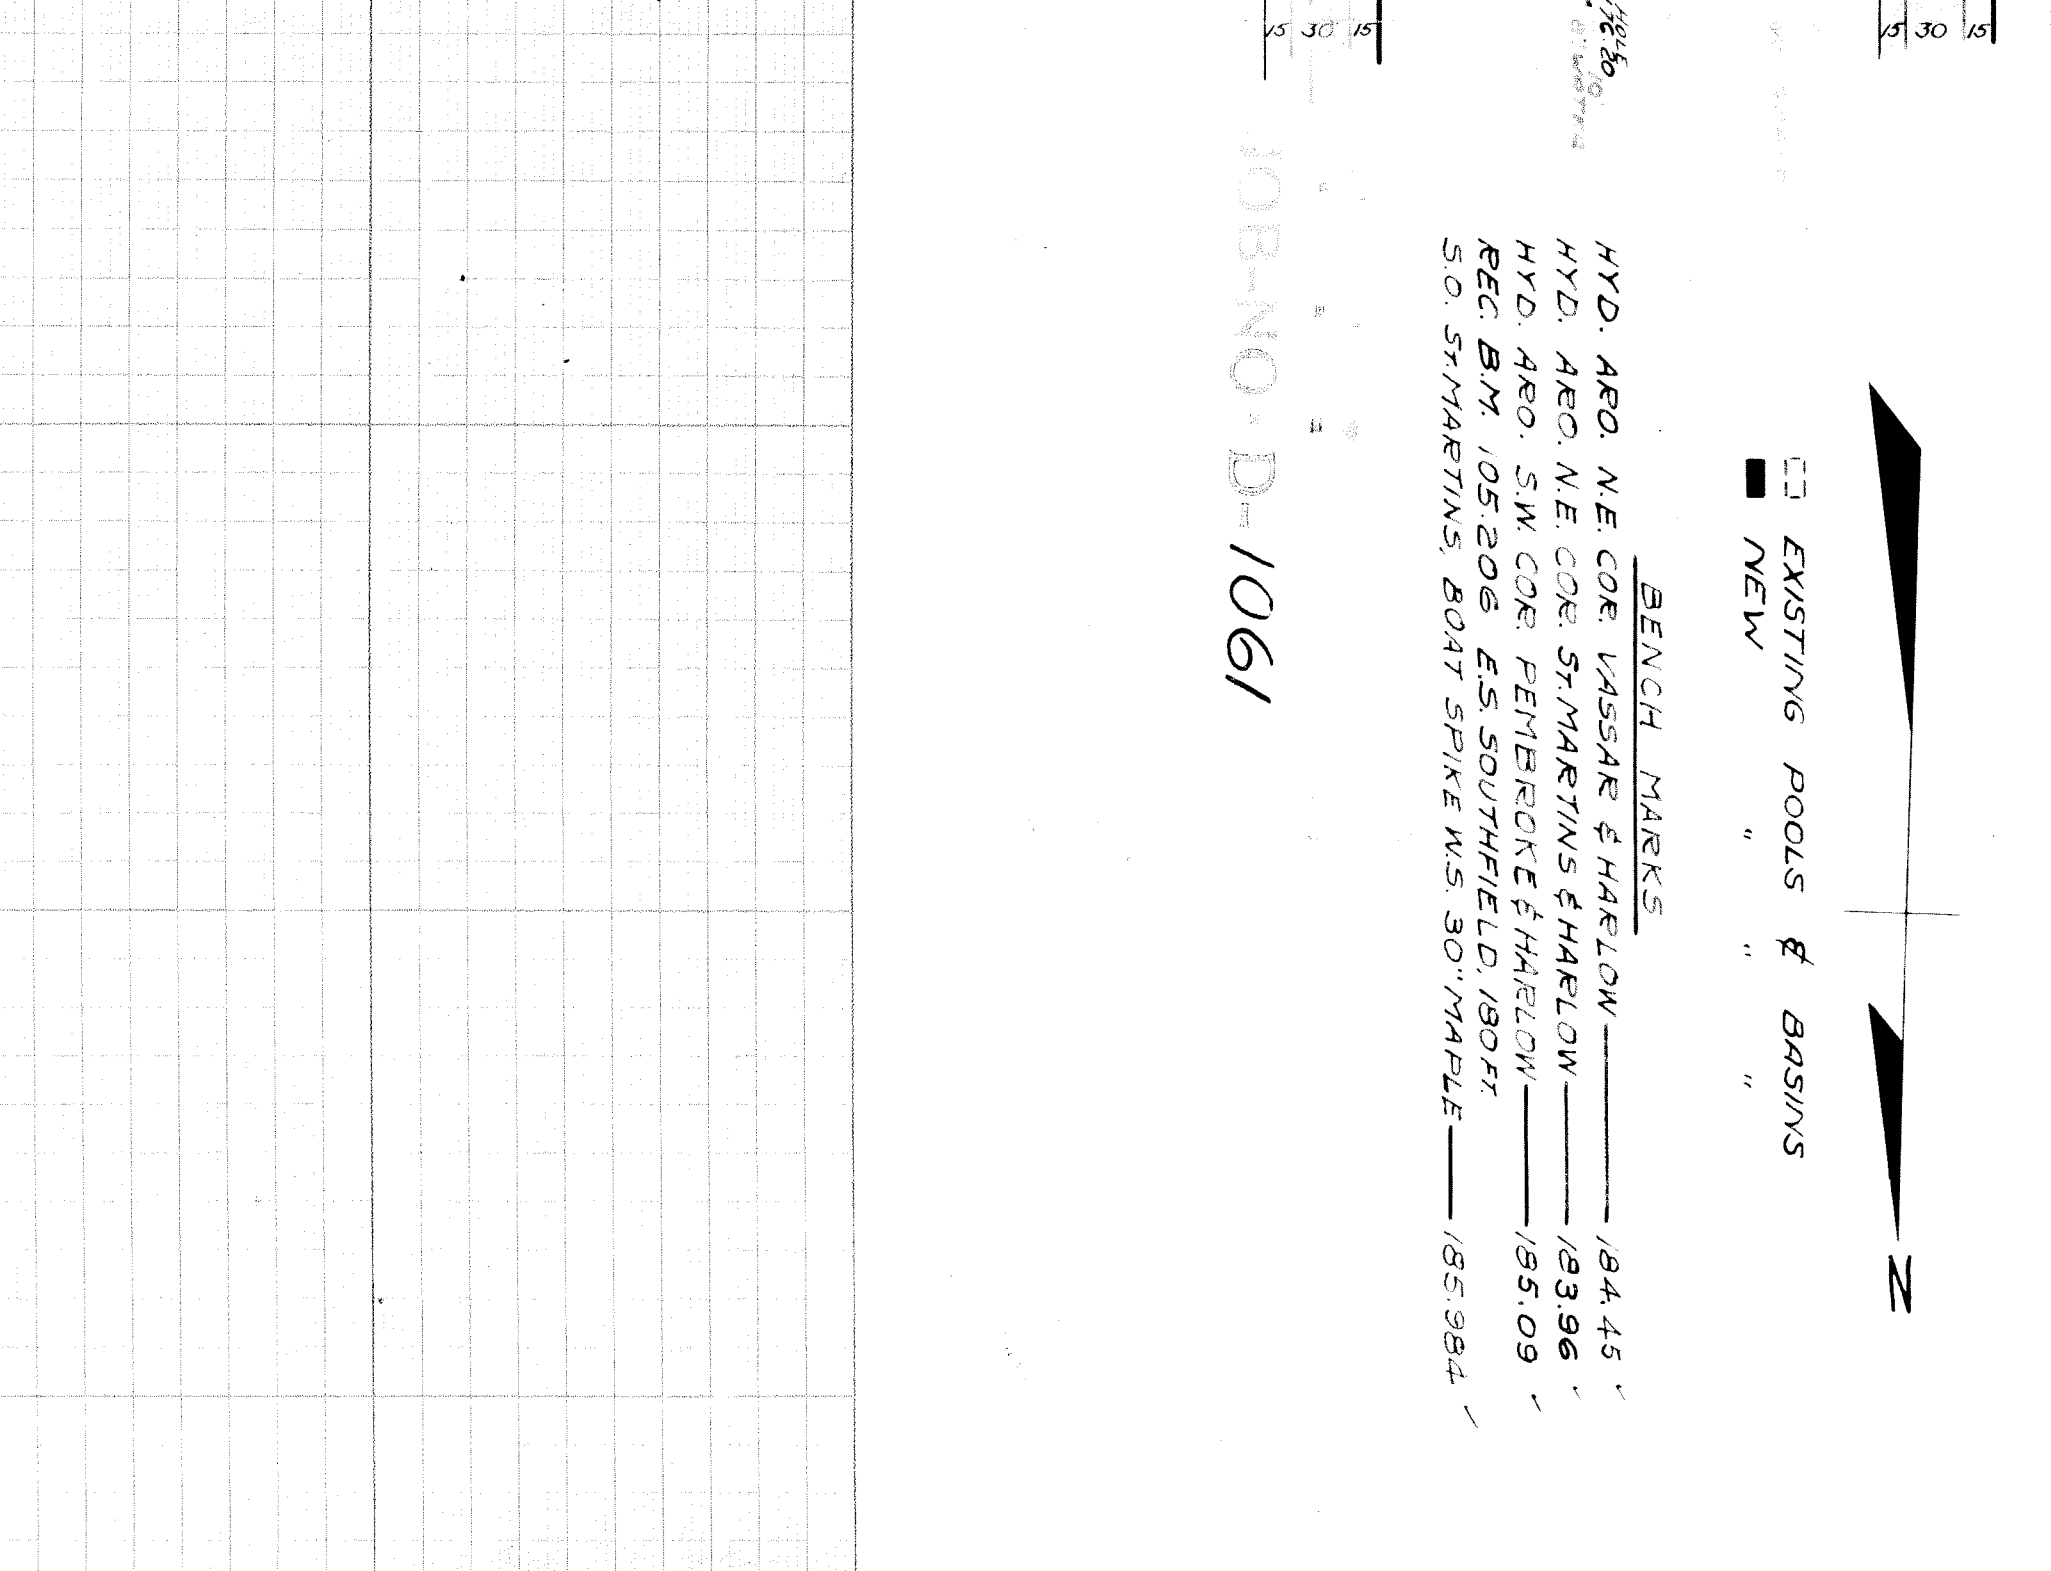 15 30 15
15 30 15
N
EXISTING POOLS & BASINS
NEW " " "
BENCH MARKS
HYD. ARO. N.E. COR. VASSAR & HARLOW — 184.45 ✓
HYD. ARO. N.E. COR. ST. MARTINS & HARLOW — 183.96 ✓
HYD. ARO. S.W. COR. PEMBROKE & HARLOW — 185.09 ✓
REC. B.M. 105.206 E.S. SOUTHFIELD, 180 FT.
S.O. ST. MARTINS, BOAT SPIKE W.S. 30" MAPLE — 185.984 ✓
JOB-NO. D-1061